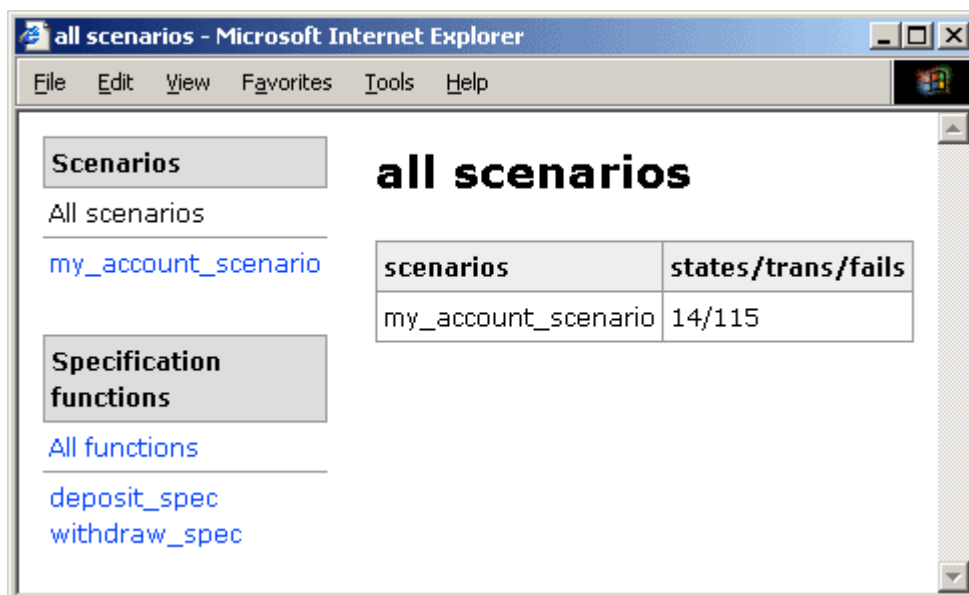 all scenarios - Microsoft Internet Explorer
File Edit View Favorites Tools Help
Scenarios
All scenarios
my_account_scenario
Specification
functions
All functions
deposit_spec
withdraw_spec
all scenarios
scenarios states/trans/fails
my_account_scenario 14/115